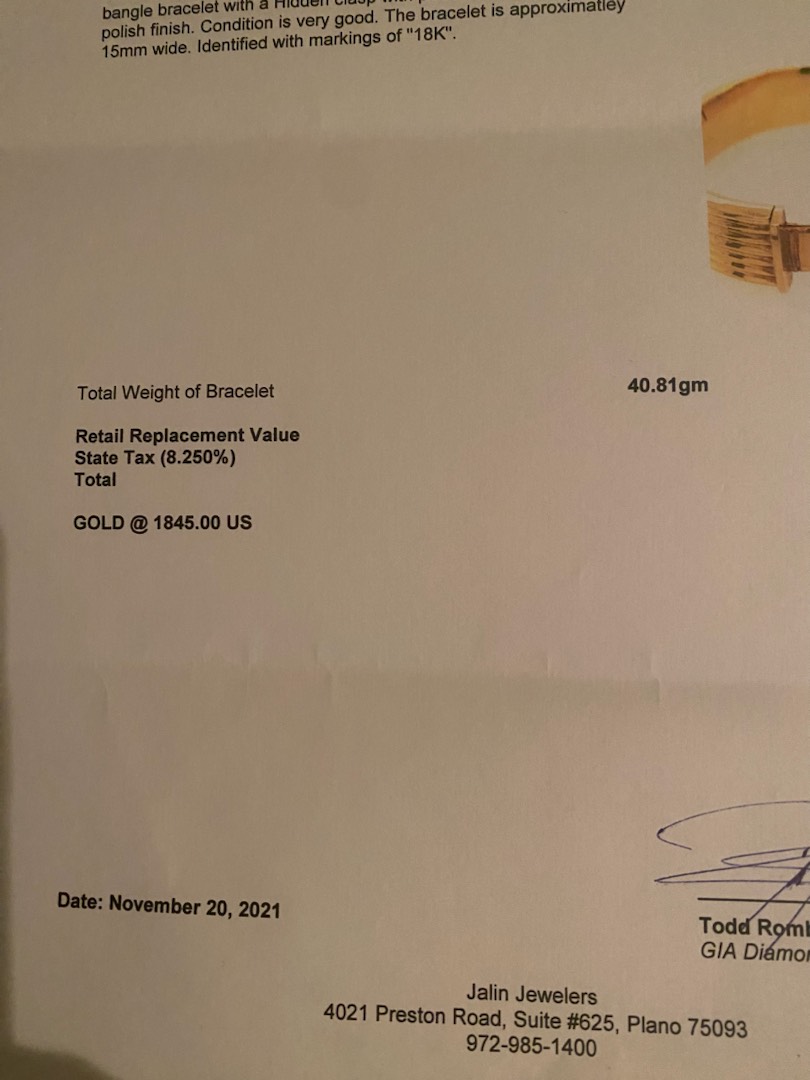 bangle bracelet with a Hidden clasp
polish finish. Condition is very good. The bracelet is approximatley
15mm wide. Identified with markings of "18K".
Total Weight of Bracelet 40.81gm
Retail Replacement Value
State Tax (8.250%)
Total
GOLD @ 1845.00 US
Date: November 20, 2021
Todd
GIA
Jalin Jewelers
4021 Preston Road, Suite #625, Plano 75093
972-985-1400